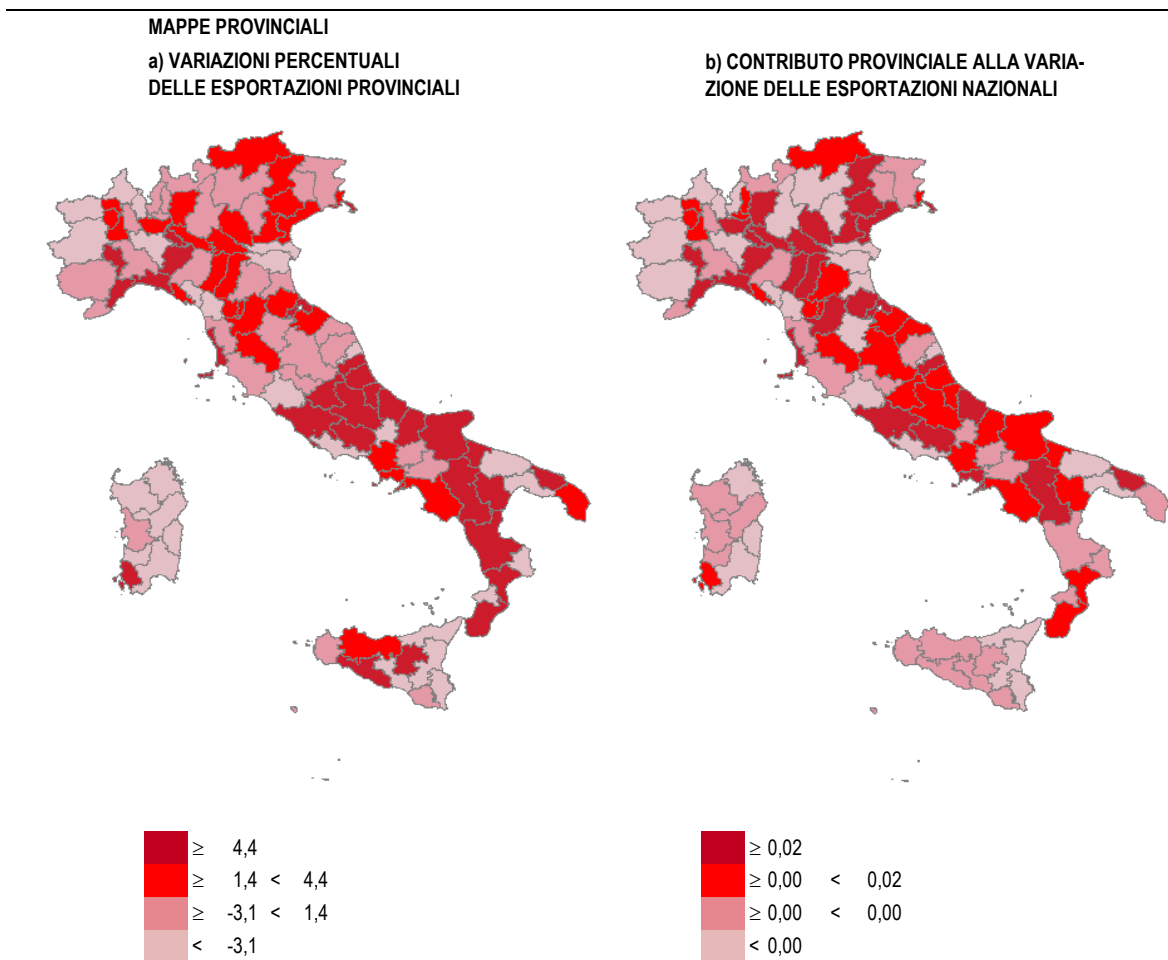 MAPPE PROVINCIALI
a) VARIAZIONI PERCENTUALI
DELLE ESPORTAZIONI PROVINCIALI
b) CONTRIBUTO PROVINCIALE ALLA VARIA-
ZIONE DELLE ESPORTAZIONI NAZIONALI
≥ 4,4
≥ 1,4 < 4,4
≥ -3,1 < 1,4
< -3,1
≥ 0,02
≥ 0,00 < 0,02
≥ 0,00 < 0,00
< 0,00